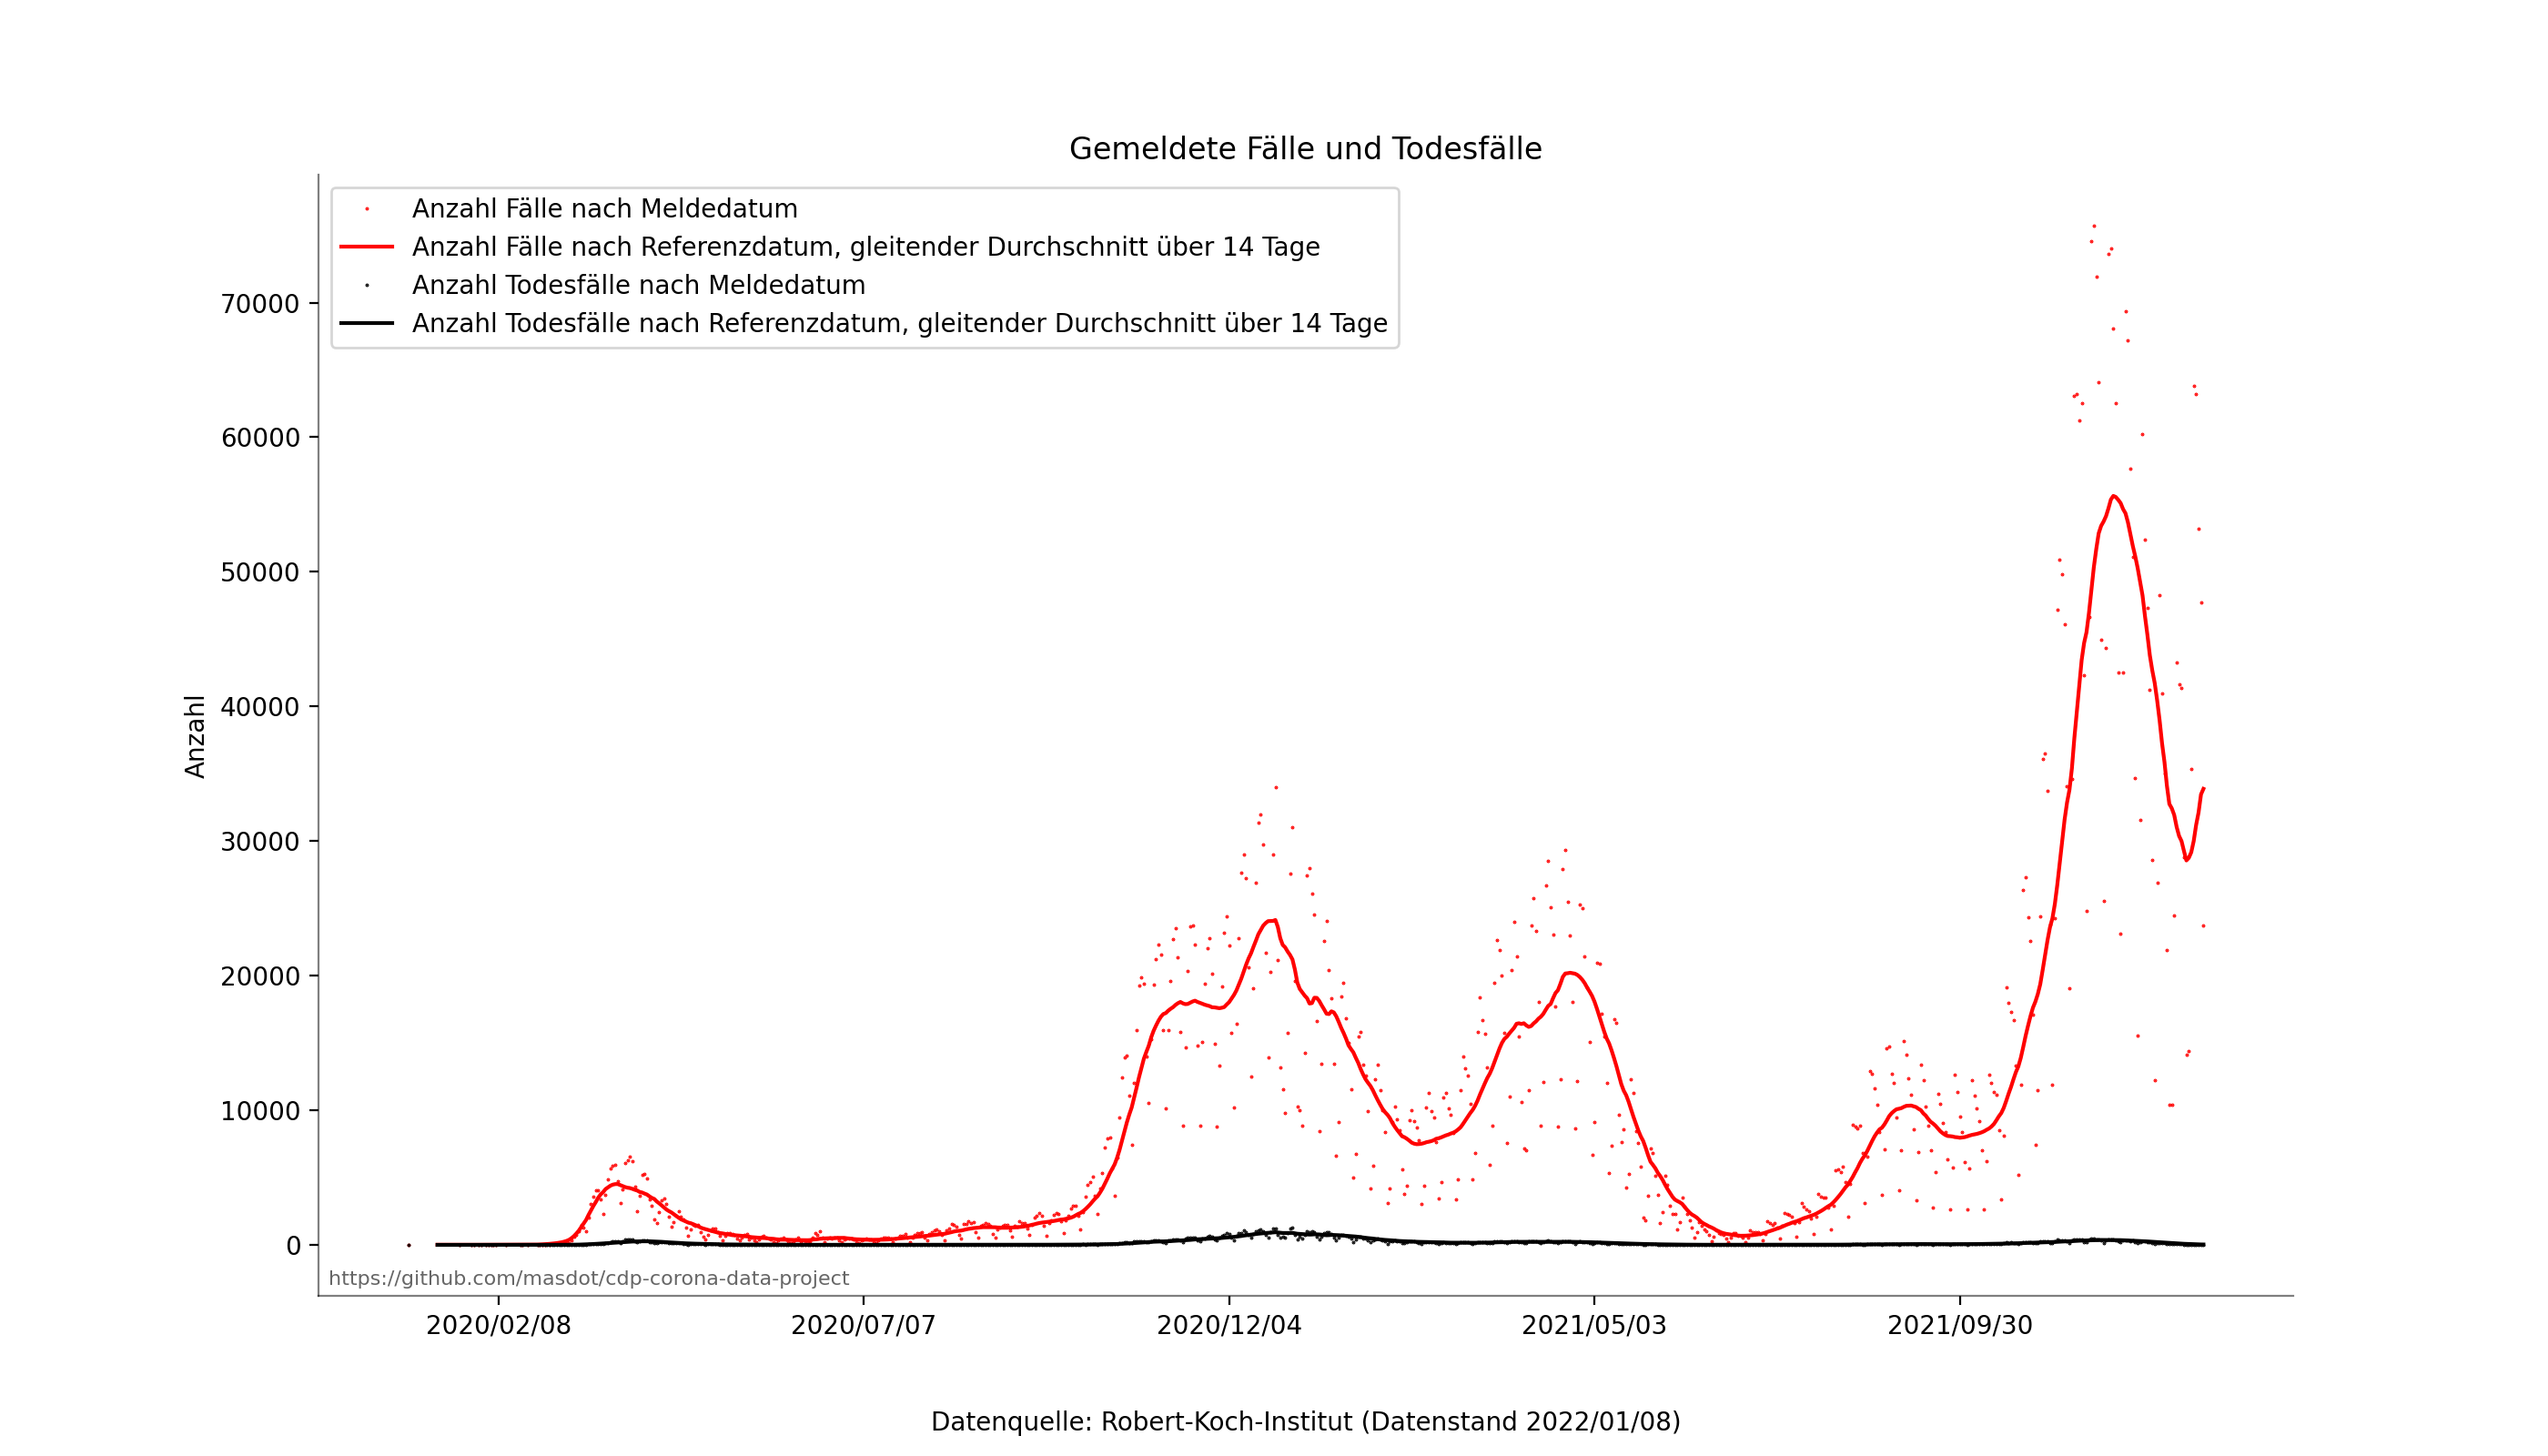 Gemeldete Fälle und Todesfälle
Anzahl Fälle nach Meldedatum
Anzahl Fälle nach Referenzdatum, gleitender Durchschnitt über 14 Tage
Anzahl Todesfälle nach Meldedatum
Anzahl Todesfälle nach Referenzdatum, gleitender Durchschnitt über 14 Tage
70000
60000
50000
40000
30000
20000
10000
0
Anzahl
https://github.com/masdot/cdp-corona-data-project
2020/02/08 2020/07/07 2020/12/04 2021/05/03 2021/09/30
Datenquelle: Robert-Koch-Institut (Datenstand 2022/01/08)